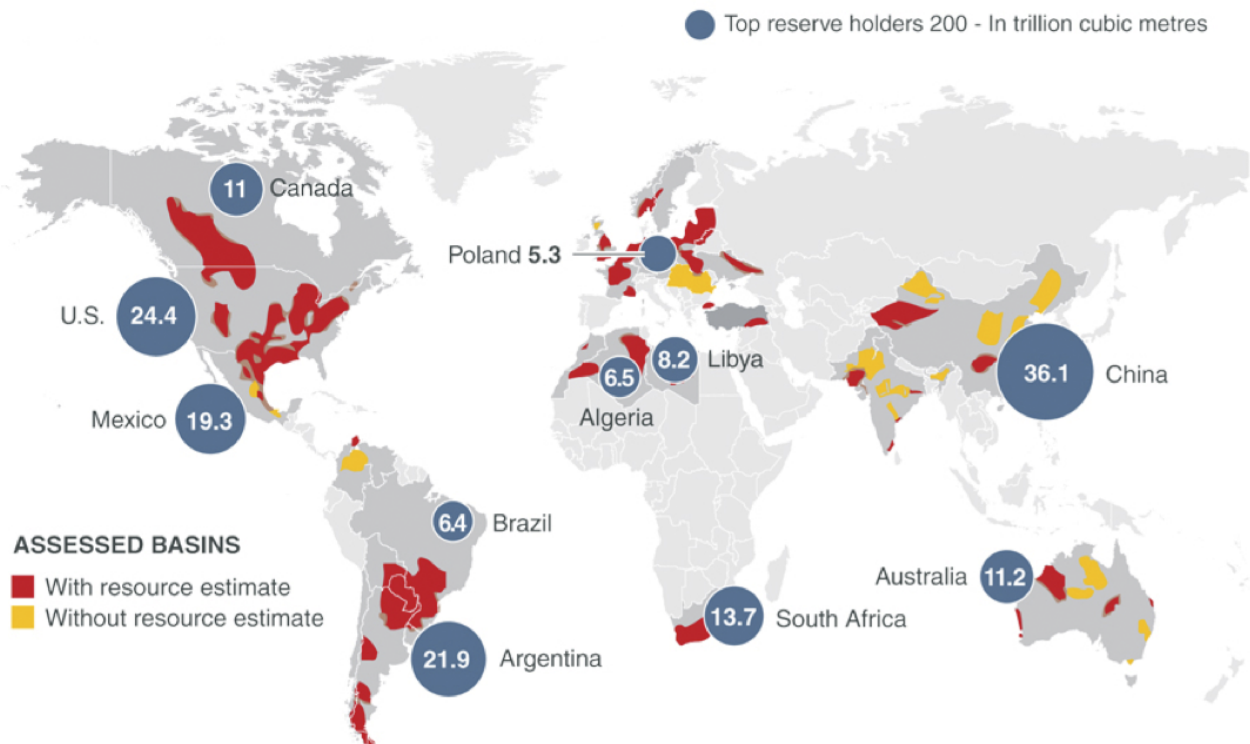 Top reserve holders 200 - In trillion cubic metres
11 Canada
Poland 5.3
U.S. 24.4
8.2 Libya
6.5
Algeria
36.1 China
Mexico 19.3
6.4 Brazil
ASSESSED BASINS
With resource estimate
Without resource estimate
Australia 11.2
13.7 South Africa
21.9 Argentina